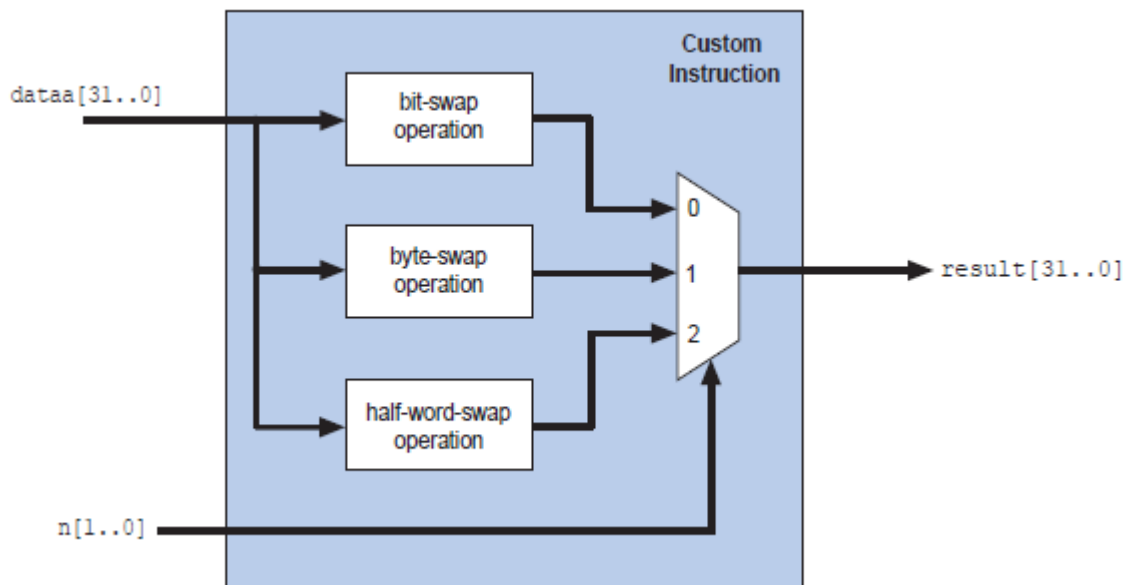 Custom
Instruction
dataa[31..0]
bit-swap
operation
0
byte-swap
operation
1
result[31..0]
2
half-word-swap
operation
n[1..0]